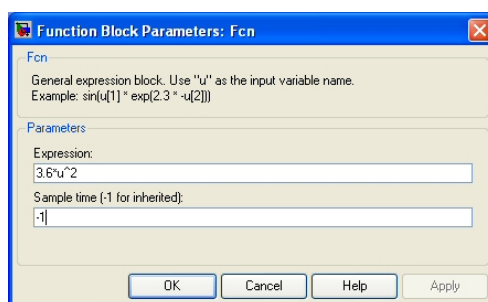 Function Block Parameters: Fcn
Fcn
General expression block. Use "u" as the input variable name.
Example: sin(u[1] * exp(2.3 * -u[2]))
Parameters
Expression:
3.6*u^2
Sample time (-1 for inherited):
-1
OK Cancel Help Apply